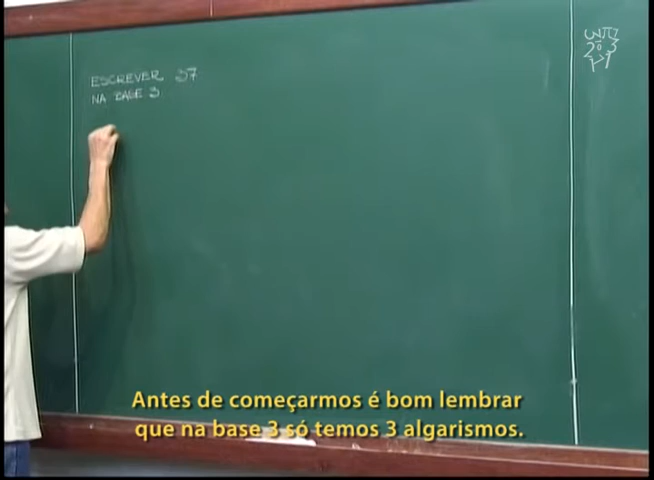 ESCREVER 37
NA BASE 3
Antes de começarmos é bom lembrar
que na base 3 só temos 3 algarismos.